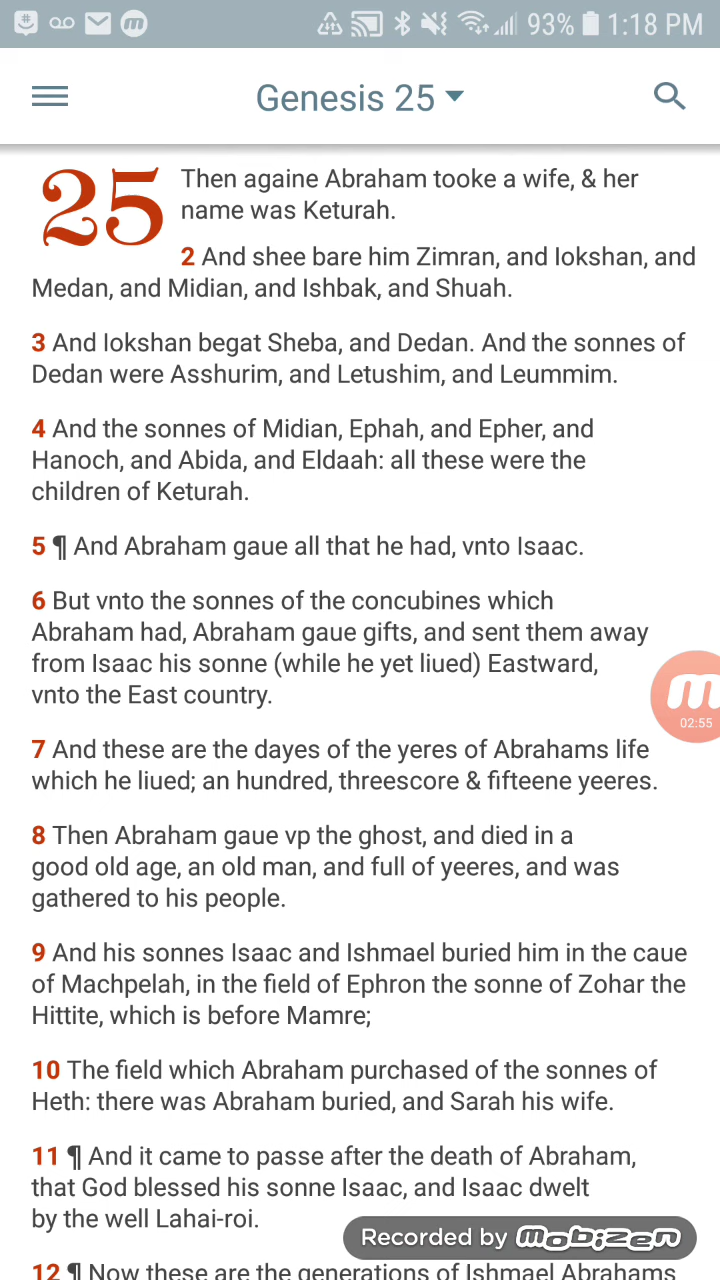 93% 1:18 PM
Genesis 25
25 Then againe Abraham tooke a wife, & her
name was Keturah.
2 And shee bare him Zimran, and Iokshan, and
Medan, and Midian, and Ishbak, and Shuah.
3 And Iokshan begat Sheba, and Dedan. And the sonnes of
Dedan were Asshurim, and Letushim, and Leummim.
4 And the sonnes of Midian, Ephah, and Epher, and
Hanoch, and Abida, and Eldaah: all these were the
children of Keturah.
5 ¶ And Abraham gaue all that he had, vnto Isaac.
6 But vnto the sonnes of the concubines which
Abraham had, Abraham gaue gifts, and sent them away
from Isaac his sonne (while he yet liued) Eastward,
vnto the East country.
m
02:55
7 And these are the dayes of the yeres of Abrahams life
which he liued; an hundred, threescore & fifteene yeeres.
8 Then Abraham gaue vp the ghost, and died in a
good old age, an old man, and full of yeeres, and was
gathered to his people.
9 And his sonnes Isaac and Ishmael buried him in the caue
of Machpelah, in the field of Ephron the sonne of Zohar the
Hittite, which is before Mamre;
10 The field which Abraham purchased of the sonnes of
Heth: there was Abraham buried, and Sarah his wife.
11 ¶ And it came to passe after the death of Abraham,
that God blessed his sonne Isaac, and Isaac dwelt
by the well Lahai-roi.
Recorded by mobizen
12 ¶ Now these are the generations of Ishmael Abrahams